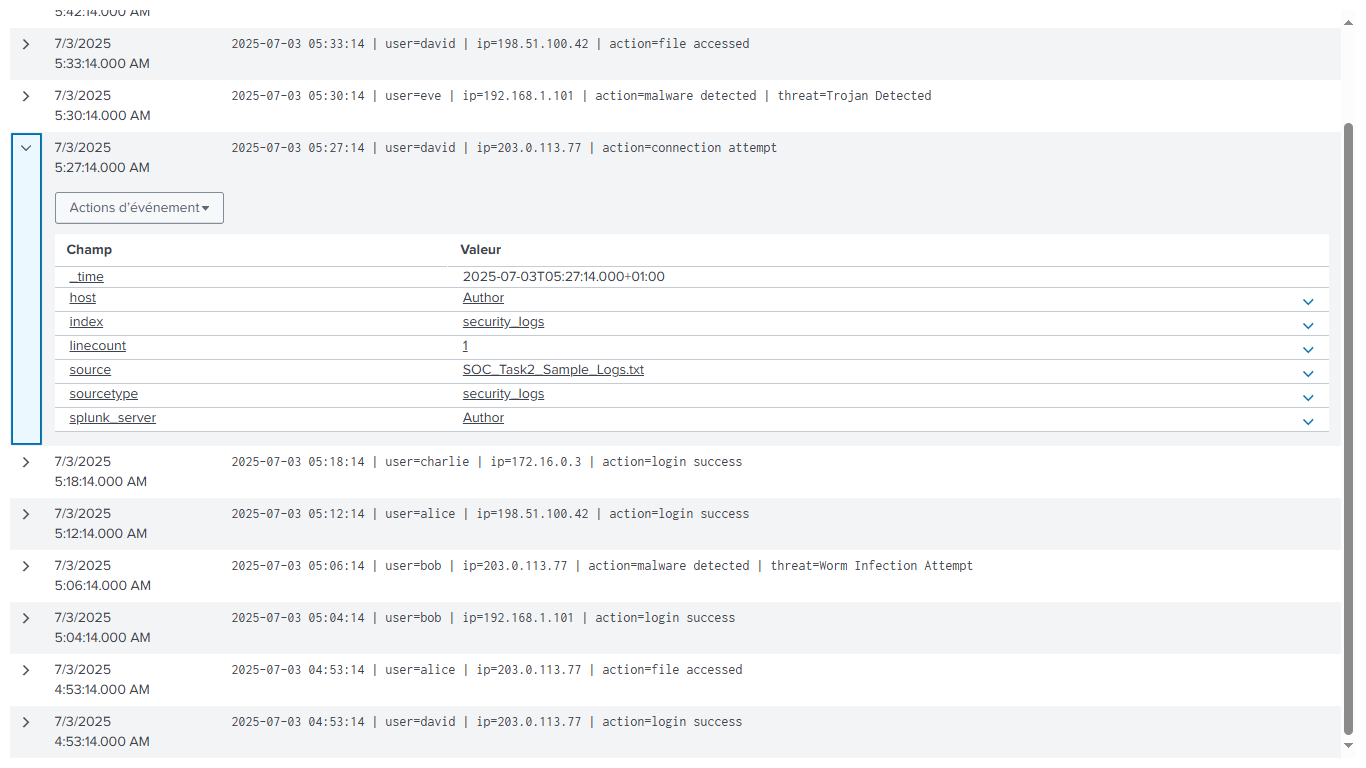 5:42:14.000 AM
7/3/2025 2025-07-03 05:33:14 | user=david | ip=198.51.100.42 | action=file accessed
5:33:14.000 AM
7/3/2025 2025-07-03 05:30:14 | user=eve | ip=192.168.1.101 | action=malware detected | threat=Trojan Detected
5:30:14.000 AM
7/3/2025 2025-07-03 05:27:14 | user=david | ip=203.0.113.77 | action=connection attempt
5:27:14.000 AM
Actions d'événement
Champ Valeur
_time 2025-07-03T05:27:14.000+01:00
host Author
index security_logs
linecount 1
source SOC_Task2_Sample_Logs.txt
sourcetype security_logs
splunk_server Author
7/3/2025 2025-07-03 05:18:14 | user=charlie | ip=172.16.0.3 | action=login success
5:18:14.000 AM
7/3/2025 2025-07-03 05:12:14 | user=alice | ip=198.51.100.42 | action=login success
5:12:14.000 AM
7/3/2025 2025-07-03 05:06:14 | user=bob | ip=203.0.113.77 | action=malware detected | threat=Worm Infection Attempt
5:06:14.000 AM
7/3/2025 2025-07-03 05:04:14 | user=bob | ip=192.168.1.101 | action=login success
5:04:14.000 AM
7/3/2025 2025-07-03 04:53:14 | user=alice | ip=203.0.113.77 | action=file accessed
4:53:14.000 AM
7/3/2025 2025-07-03 04:53:14 | user=david | ip=203.0.113.77 | action=login success
4:53:14.000 AM